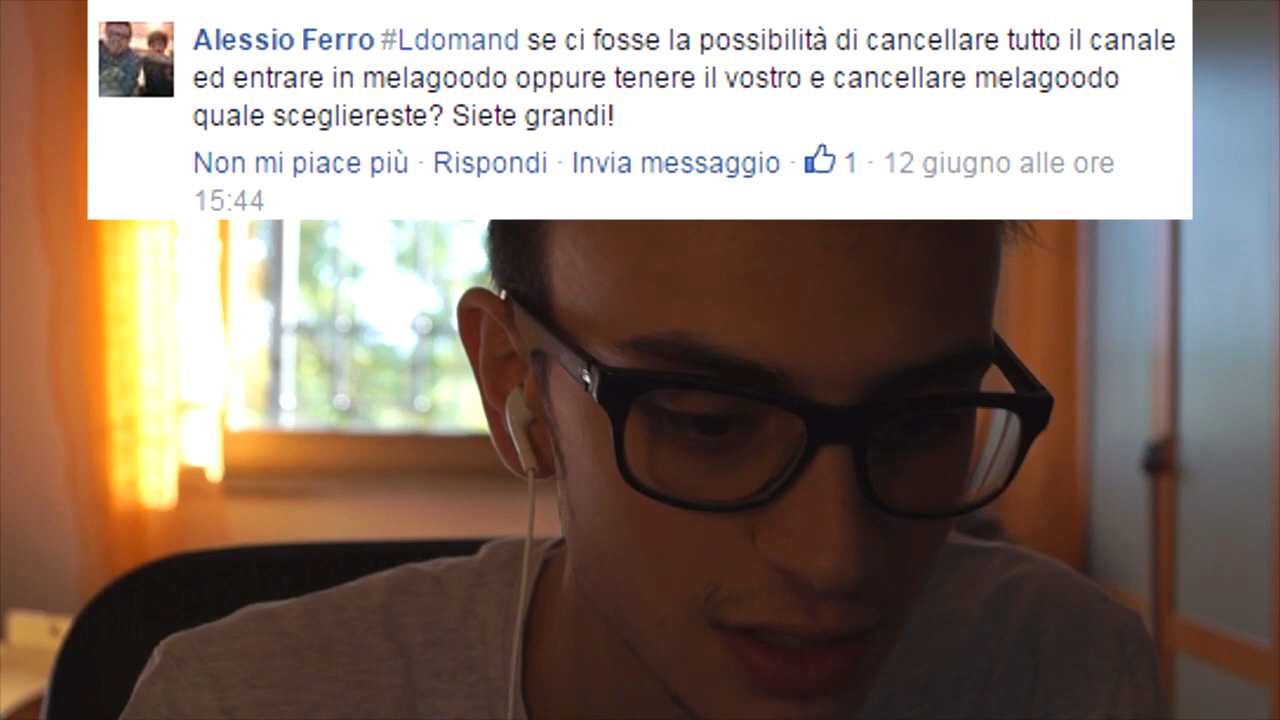 Alessio Ferro #Ldomand se ci fosse la possibilità di cancellare tutto il canale
ed entrare in melagoodo oppure tenere il vostro e cancellare melagoodo
quale scegliereste? Siete grandi!
Non mi piace più · Rispondi · Invia messaggio · 1 · 12 giugno alle ore
15:44